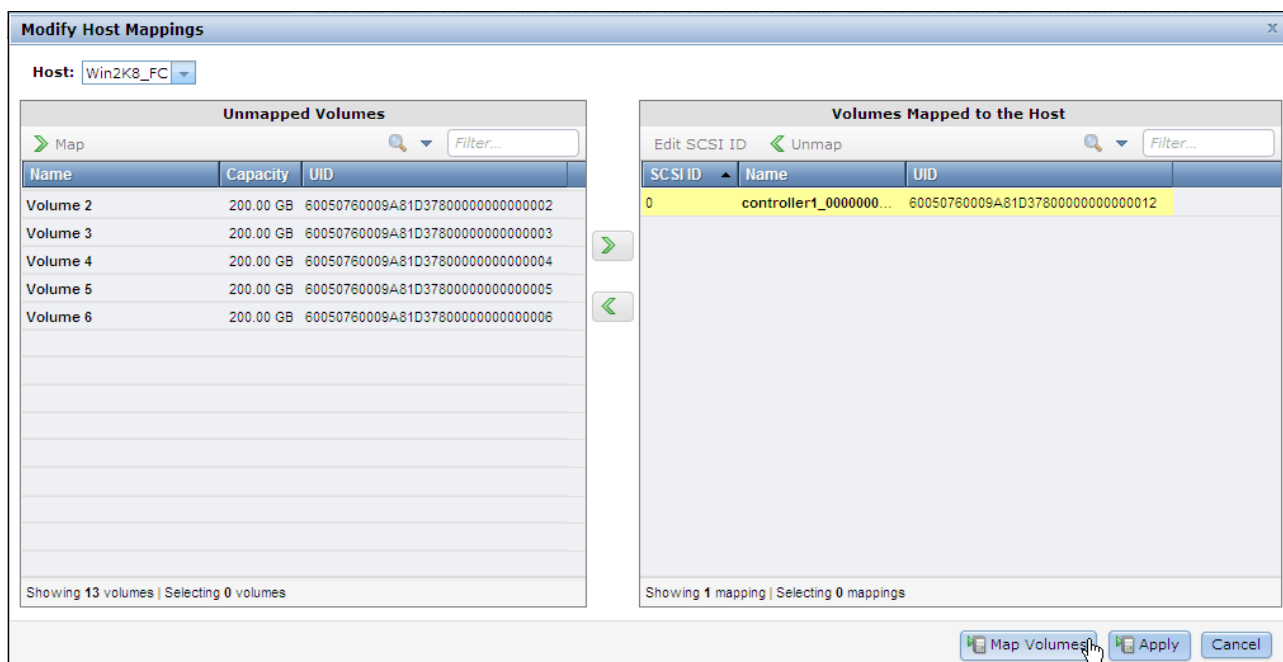 Modify Host Mappings x
Host: Win2K8_FC
Unmapped Volumes
Map Filter...
Name Capacity UID
Volume 2 200.00 GB 60050760009A81D37800000000000002
Volume 3 200.00 GB 60050760009A81D37800000000000003
Volume 4 200.00 GB 60050760009A81D37800000000000004
Volume 5 200.00 GB 60050760009A81D37800000000000005
Volume 6 200.00 GB 60050760009A81D37800000000000006
Showing 13 volumes | Selecting 0 volumes
Volumes Mapped to the Host
Edit SCSI ID Unmap Filter...
SCSI ID Name UID
0 controller1_0000000... 60050760009A81D37800000000000012
Showing 1 mapping | Selecting 0 mappings
Map Volumes Apply Cancel